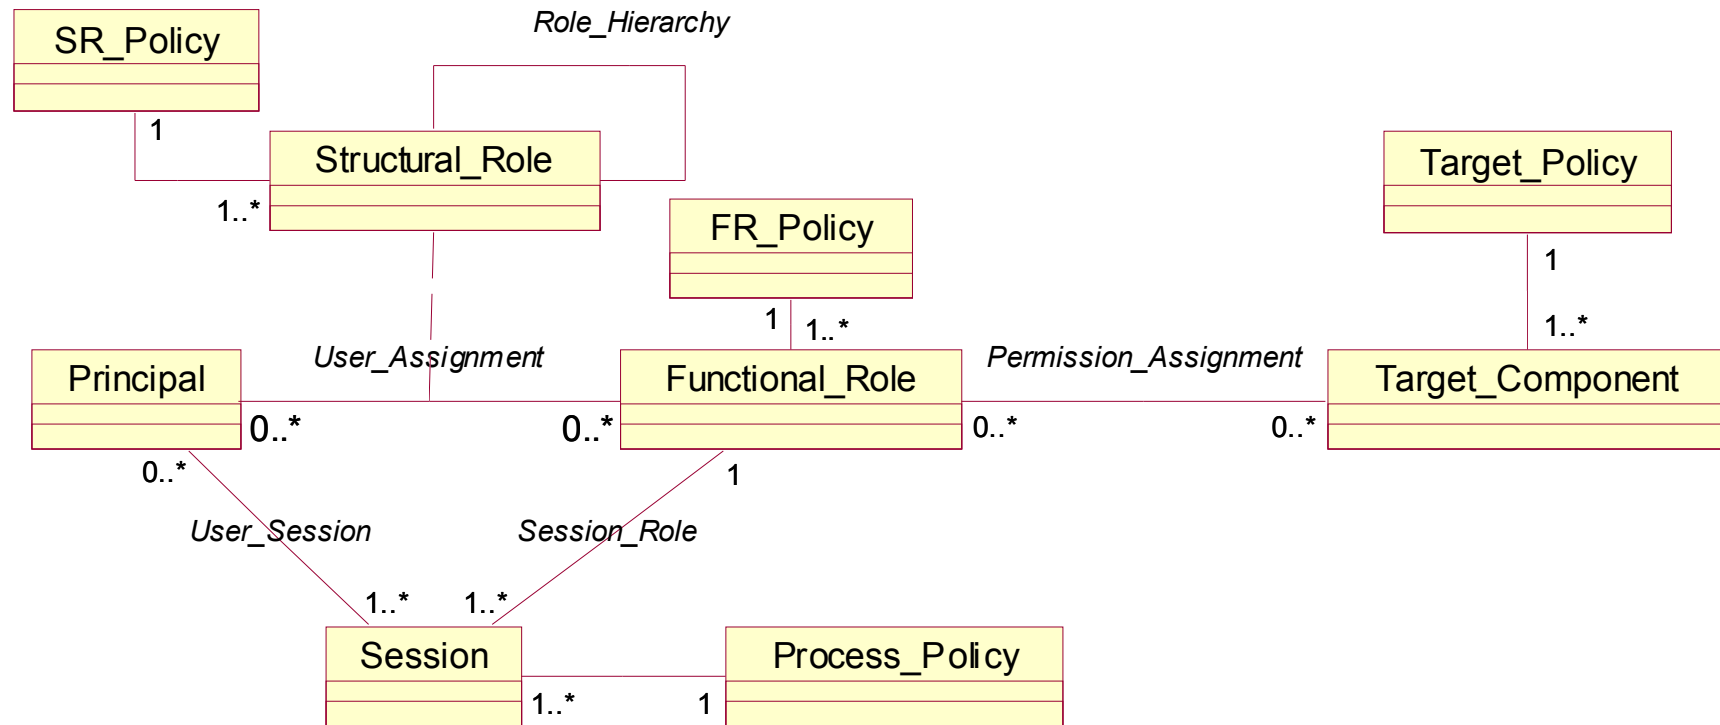 Role_Hierarchy
SR_Policy
1
Structural_Role
1..*
Target_Policy
FR_Policy
1
1
1..*
1..*
User_Assignment
Permission_Assignment
Principal
Functional_Role
Target_Component
0..*
0..*
0..*
0..*
0..*
1
User_Session
Session_Role
1..*
1..*
Session
Process_Policy
1..*
1